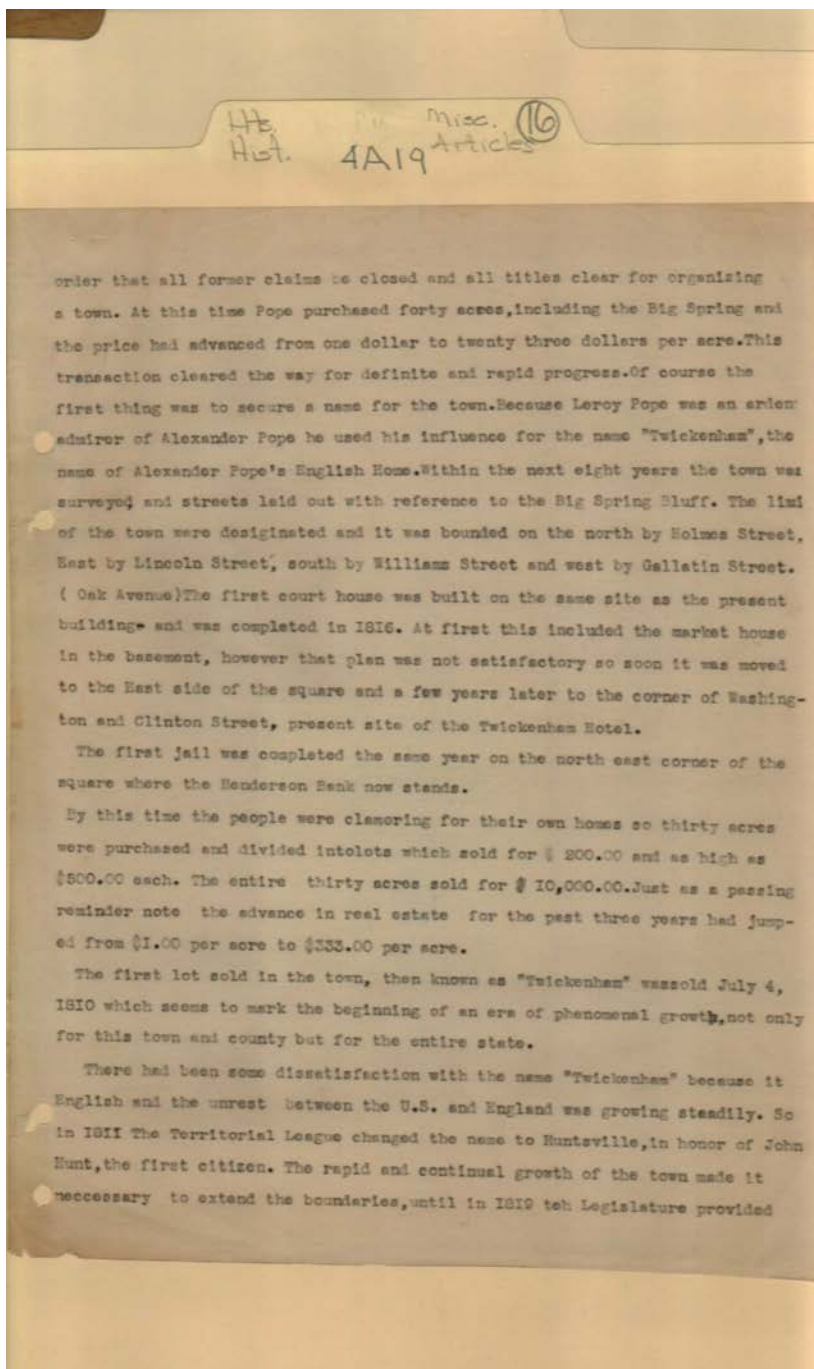 Hts. Misc. 16
Hist. 4A19 Articles
order that all former claims be closed and all titles clear for organizing
a town. At this time Pope purchased forty acres,including the Big Spring and
the price had advanced from one dollar to twenty three dollars per acre.This
transaction cleared the way for definite and rapid progress.Of course the
first thing was to secure a name for the town.Because Leroy Pope was an arden
admirer of Alexander Pope he used his influence for the name "Twickenham",the
name of Alexander Pope's English Home.Within the next eight years the town was
surveyed and streets laid out with reference to the Big Spring Bluff. The limi
of the town were desiginated and it was bounded on the north by Holmes Street,
East by Lincoln Street, south by Williams Street and west by Gallatin Street.
( Oak Avenue)The first court house was built on the same site as the present
building and was completed in I8I6. At first this included the market house
in the basement, however that plan was not satisfactory so soon it was moved
to the East side of the square and a few years later to the corner of Washing-
ton and Clinton Street, present site of the Twickenham Hotel.
The first jail was completed the same year on the north east corner of the
square where the Henderson Bank now stands.
By this time the people were clamoring for their own homes so thirty acres
were purchased and divided intolots which sold for $ 200.00 and as high as
$500.00 each. The entire thirty acres sold for $ I0,000.00.Just as a passing
reminder note the advance in real estate for the past three years had jump-
ed from $I.00 per acre to $333.00 per acre.
The first lot sold in the town, then known as "Twickenham" wassold July 4,
I8I0 which seems to mark the beginning of an era of phenomenal growth,not only
for this town and county but for the entire state.
There had been some dissatisfaction with the name "Twickenham" because it
English and the unrest between the U.S. and England was growing steadily. So
in I8II The Territorial League changed the name to Huntsville,in honor of John
Hunt,the first citizen. The rapid and continual growth of the town made it
neccessary to extend the boundaries,until in I8I9 teh Legislature provided